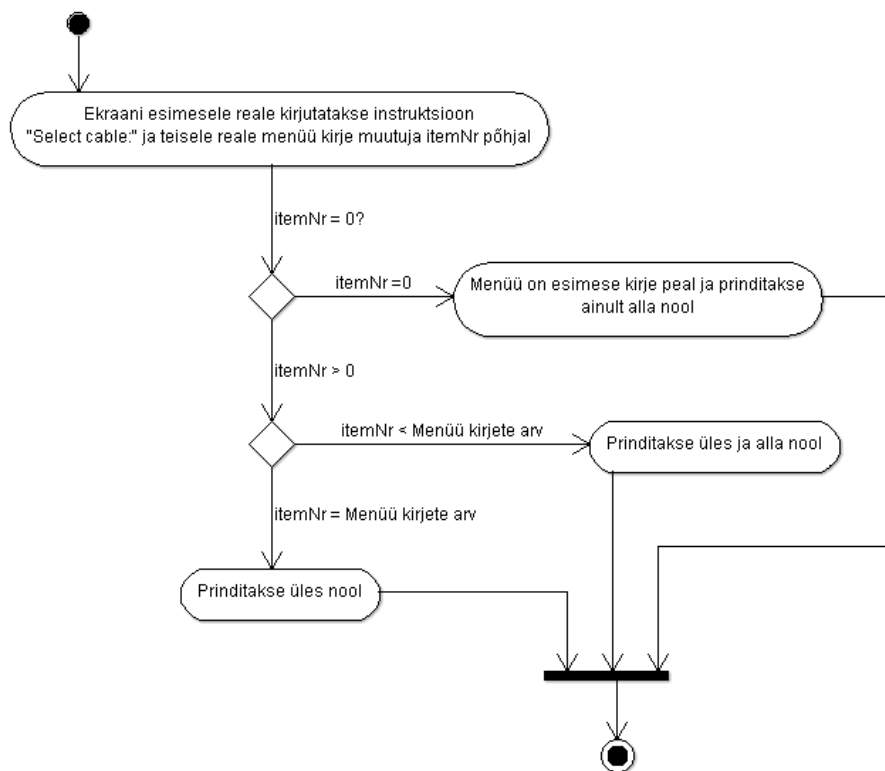 Ekraani esimesele reale kirjutatakse instruktsioon
"Select cable:" ja teisele reale menüü kirje muutuja itemNr põhjal
itemNr = 0?
itemNr =0
Menüü on esimese kirje peal ja prinditakse
ainult alla nool
itemNr > 0
itemNr < Menüü kirjete arv
Prinditakse üles ja alla nool
itemNr = Menüü kirjete arv
Prinditakse üles nool